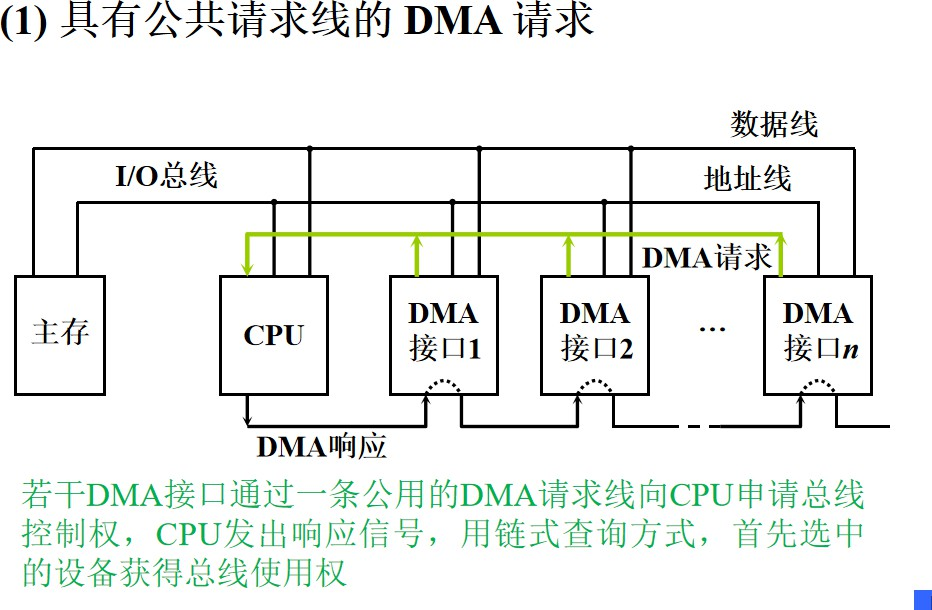 (1) 具有公共请求线的 DMA 请求
数据线
I/O总线
地址线
DMA请求
主存
CPU
DMA
接口1
DMA
接口2
…
DMA
接口n
DMA响应
若干DMA接口通过一条公用的DMA请求线向CPU申请总线
控制权，CPU发出响应信号，用链式查询方式，首先选中
的设备获得总线使用权